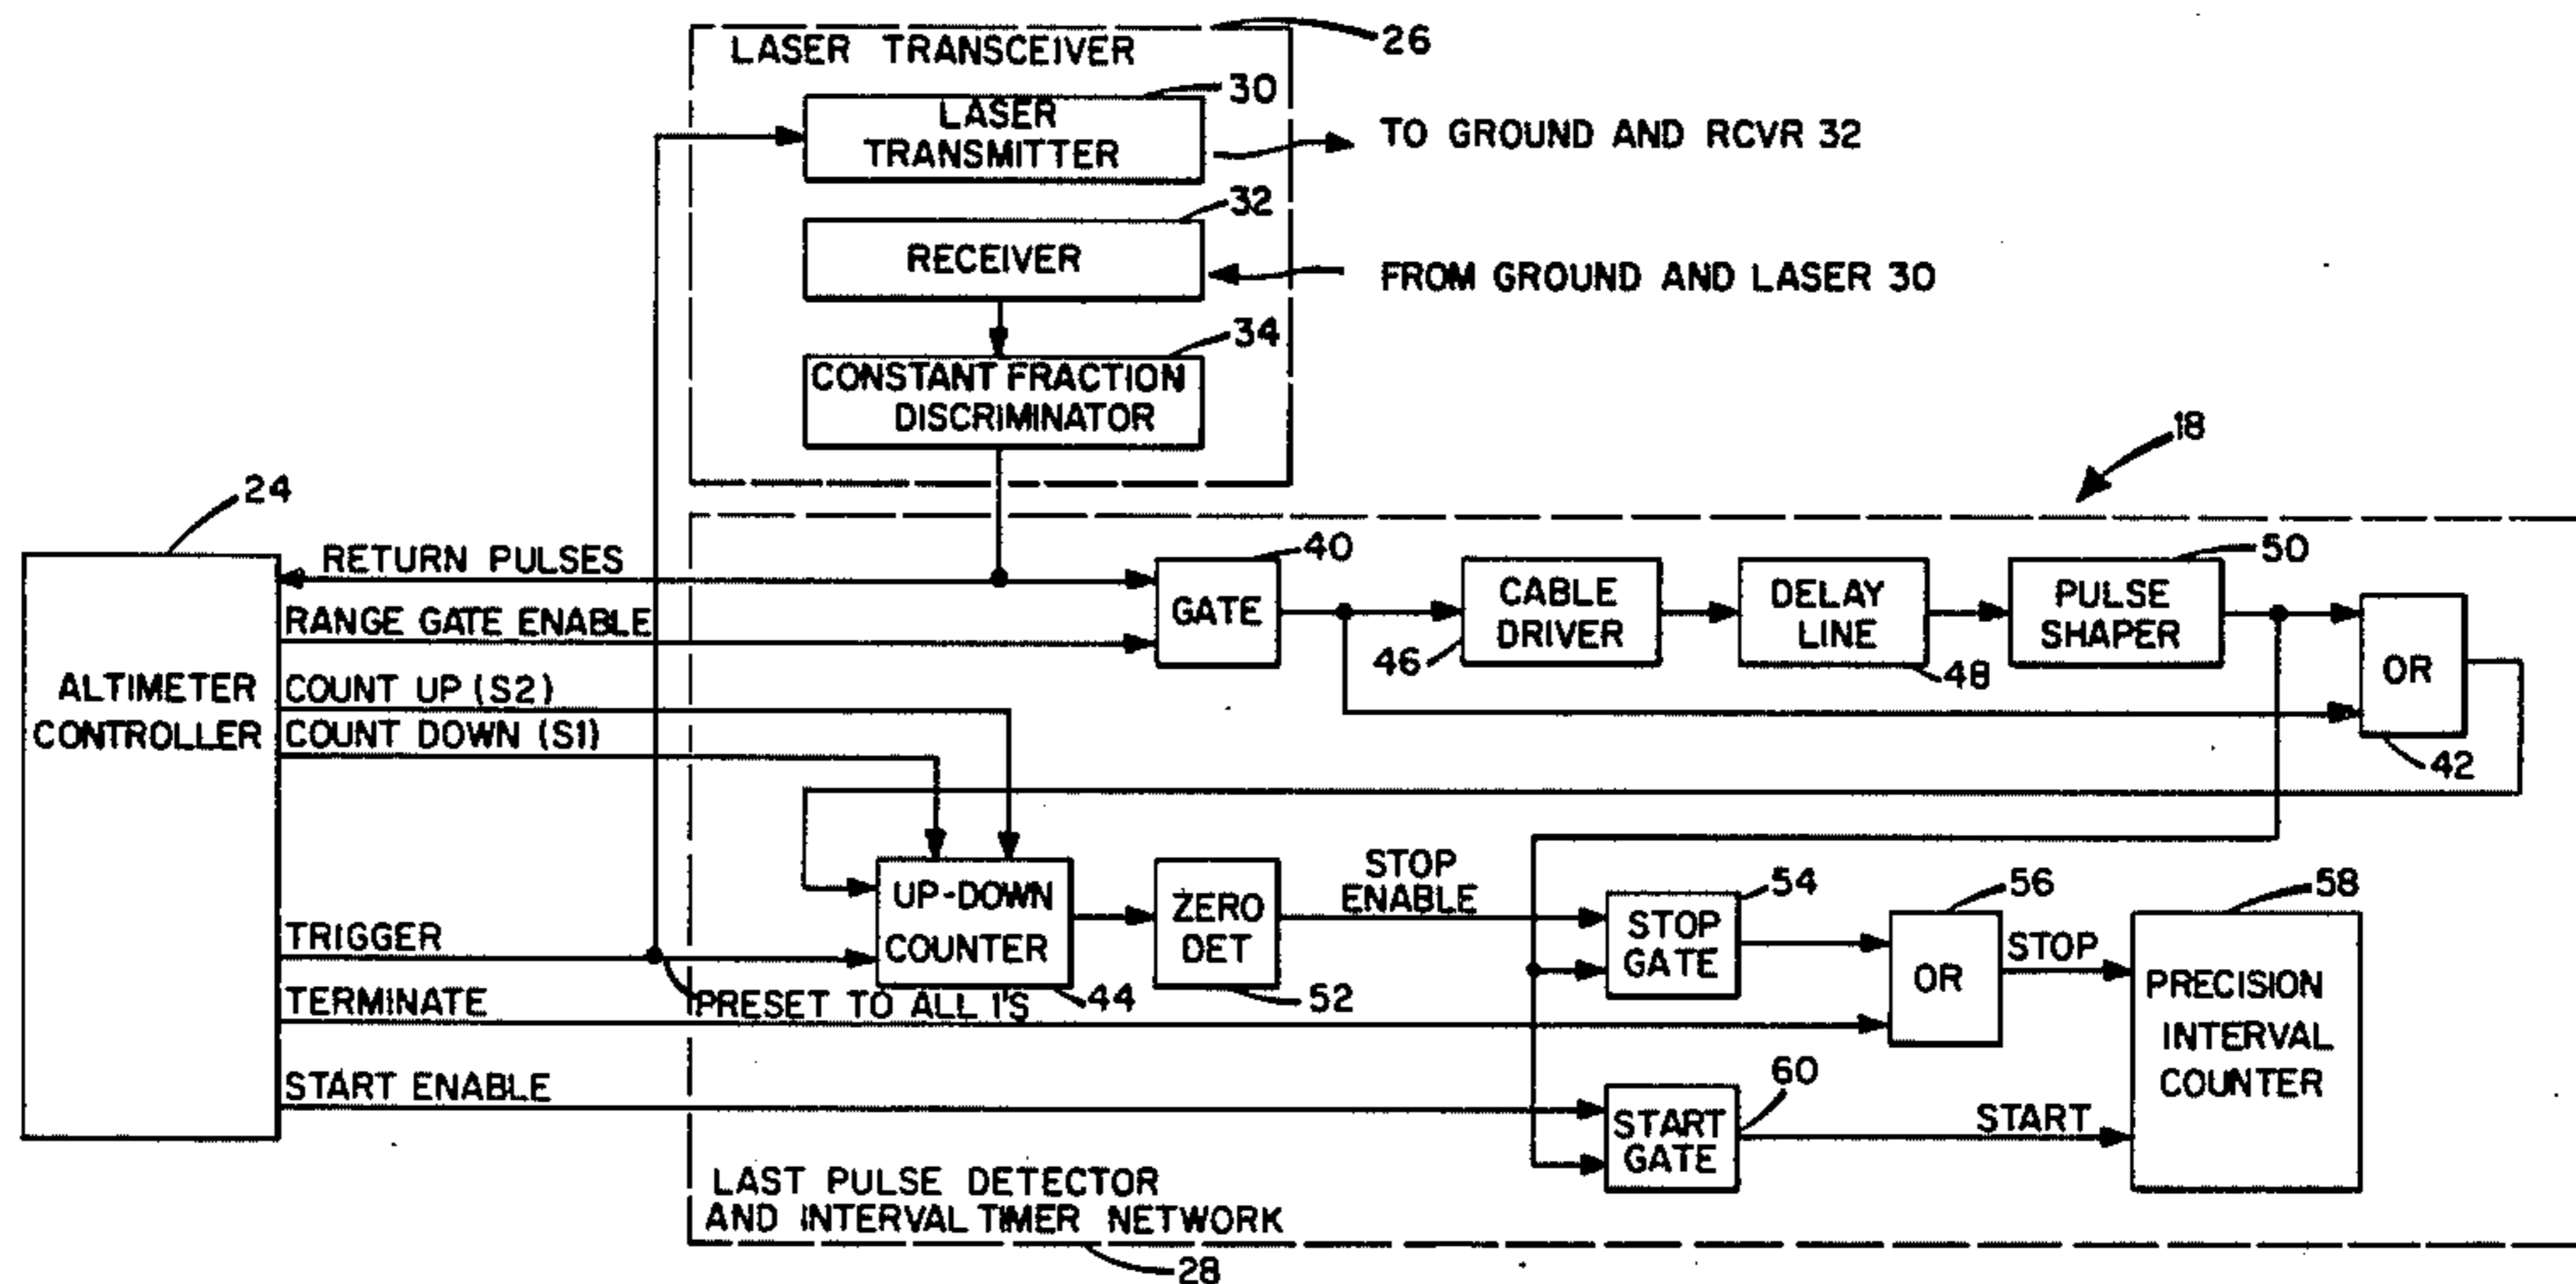 26
LASER TRANSCEIVER
30
LASER
TRANSMITTER
TO GROUND AND RCVR 32
32
RECEIVER
FROM GROUND AND LASER 30
34
CONSTANT FRACTION
DISCRIMINATOR
18
24
RETURN PULSES
40
50
GATE
CABLE
DRIVER
DELAY
LINE
PULSE
SHAPER
RANGE GATE ENABLE
46
48
OR
42
ALTIMETER
CONTROLLER
COUNT UP (S2)
COUNT DOWN (S1)
UP-DOWN
COUNTER
44
ZERO
DET
52
STOP
ENABLE
54
STOP
GATE
56
OR
STOP
58
PRECISION
INTERVAL
COUNTER
TRIGGER
PRESET TO ALL 1'S
TERMINATE
START ENABLE
60
START
GATE
START
LAST PULSE DETECTOR
AND INTERVAL TIMER NETWORK
28